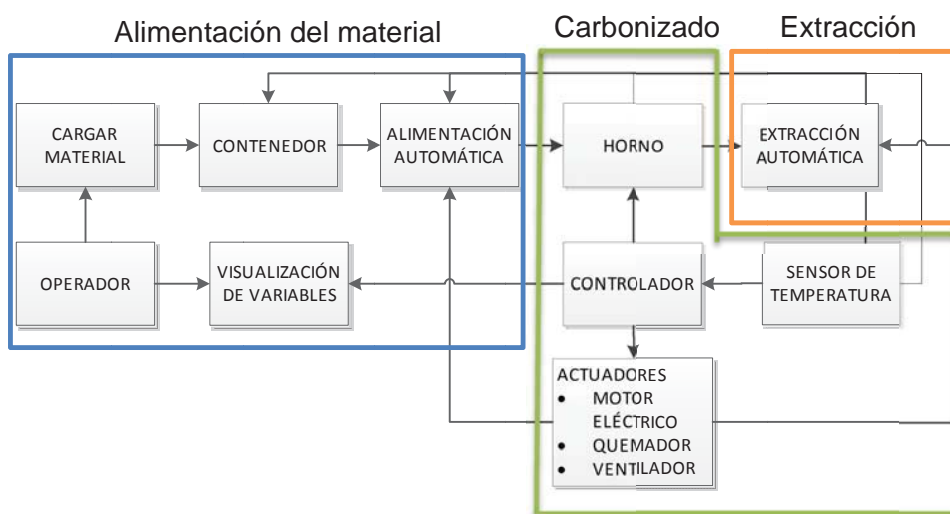 Alimentación del material
Carbonizado
Extracción
CARGAR
MATERIAL
CONTENEDOR
ALIMENTACIÓN
AUTOMÁTICA
HORNO
EXTRACCIÓN
AUTOMÁTICA
OPERADOR
VISUALIZACIÓN
DE VARIABLES
CONTROLADOR
SENSOR DE
TEMPERATURA
ACTUADORES
• MOTOR
ELÉCTRICO
• QUEMADOR
• VENTILADOR